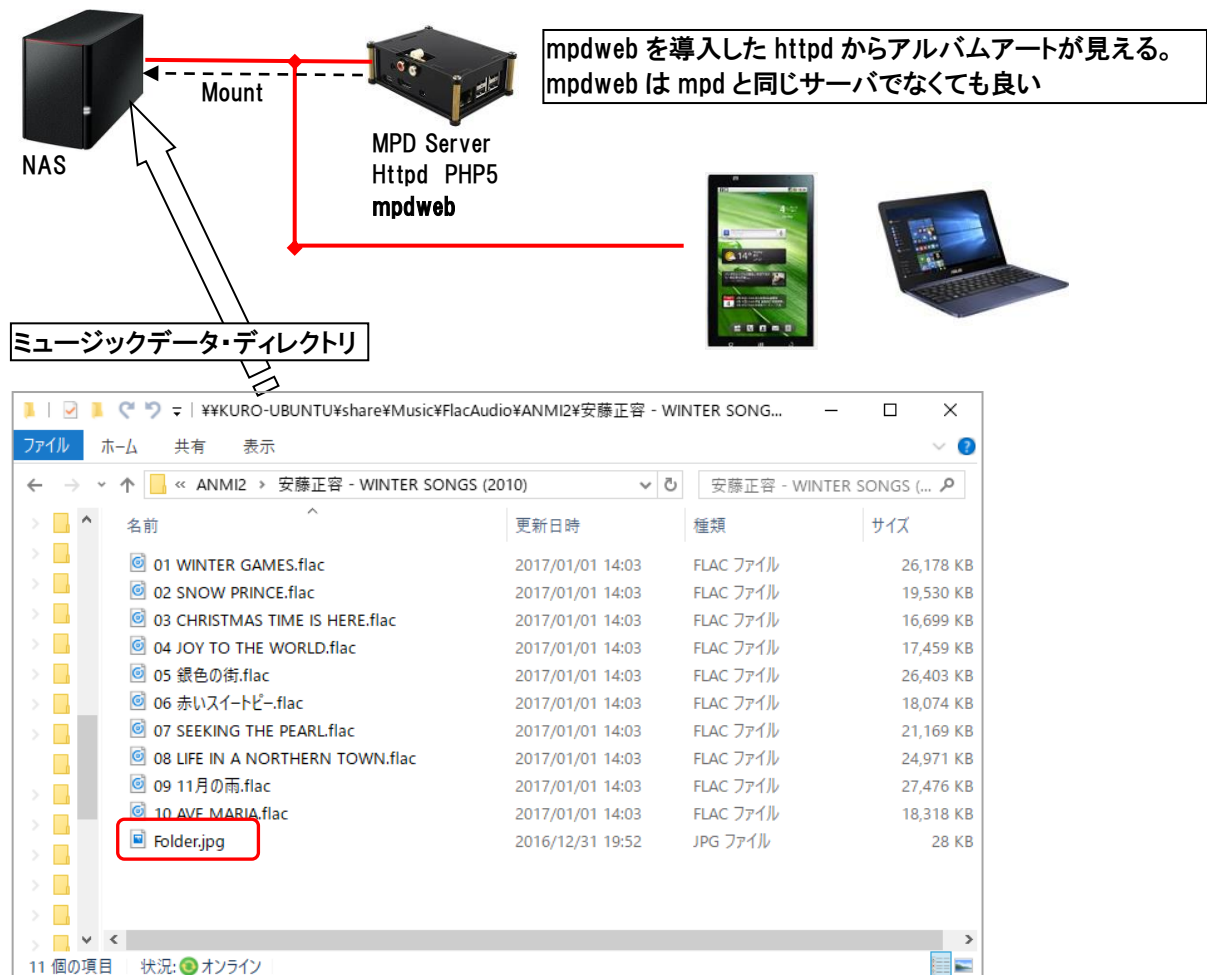 mpdweb を導入した httpd からアルバムアートが見える。
mpdweb は mpd と同じサーバでなくても良い
Mount
NAS
MPD Server
Httpd PHP5
mpdweb
ミュージックデータ・ディレクトリ
¥¥KURO-UBUNTU¥share¥Music¥FlacAudio¥ANMI2¥安藤正容 - WINTER SONG...
ファイル ホーム 共有 表示
« ANMI2 › 安藤正容 - WINTER SONGS (2010) 安藤正容 - WINTER SONGS (...
名前 更新日時 種類 サイズ
01 WINTER GAMES.flac 2017/01/01 14:03 FLAC ファイル 26,178 KB
02 SNOW PRINCE.flac 2017/01/01 14:03 FLAC ファイル 19,530 KB
03 CHRISTMAS TIME IS HERE.flac 2017/01/01 14:03 FLAC ファイル 16,699 KB
04 JOY TO THE WORLD.flac 2017/01/01 14:03 FLAC ファイル 17,459 KB
05 銀色の街.flac 2017/01/01 14:03 FLAC ファイル 26,403 KB
06 赤いスイートピー.flac 2017/01/01 14:03 FLAC ファイル 18,074 KB
07 SEEKING THE PEARL.flac 2017/01/01 14:03 FLAC ファイル 21,169 KB
08 LIFE IN A NORTHERN TOWN.flac 2017/01/01 14:03 FLAC ファイル 24,971 KB
09 11月の雨.flac 2017/01/01 14:03 FLAC ファイル 27,476 KB
10 AVE MARIA.flac 2017/01/01 14:03 FLAC ファイル 18,318 KB
Folder.jpg 2016/12/31 19:52 JPG ファイル 28 KB
11 個の項目 状況: オンライン